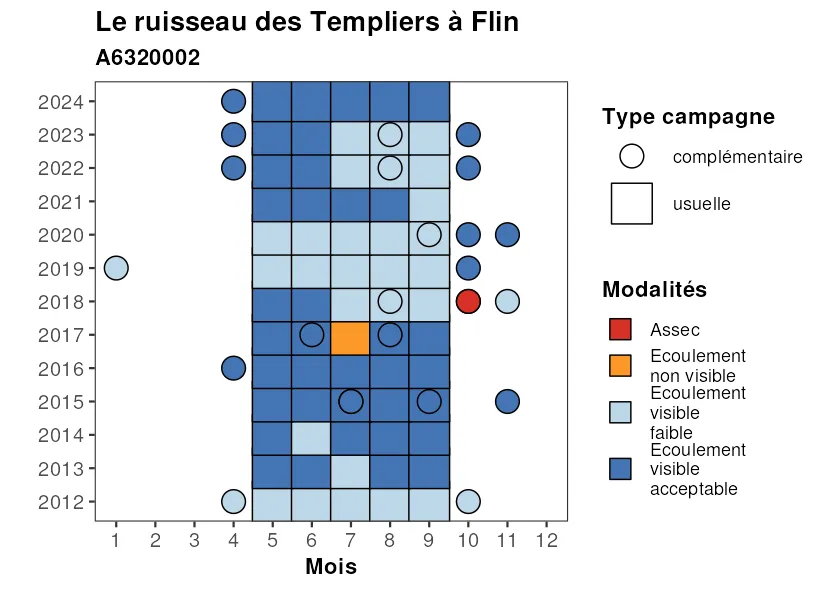 Le ruisseau des Templiers à Flin
A6320002
2024
2023
2022
2021
2020
2019
2018
2017
2016
2015
2014
2013
2012
1 2 3 4 5 6 7 8 9 10 11 12
Mois
Type campagne
complémentaire
usuelle
Modalités
Assec
Ecoulement
non visible
Ecoulement
visible
faible
Ecoulement
visible
acceptable